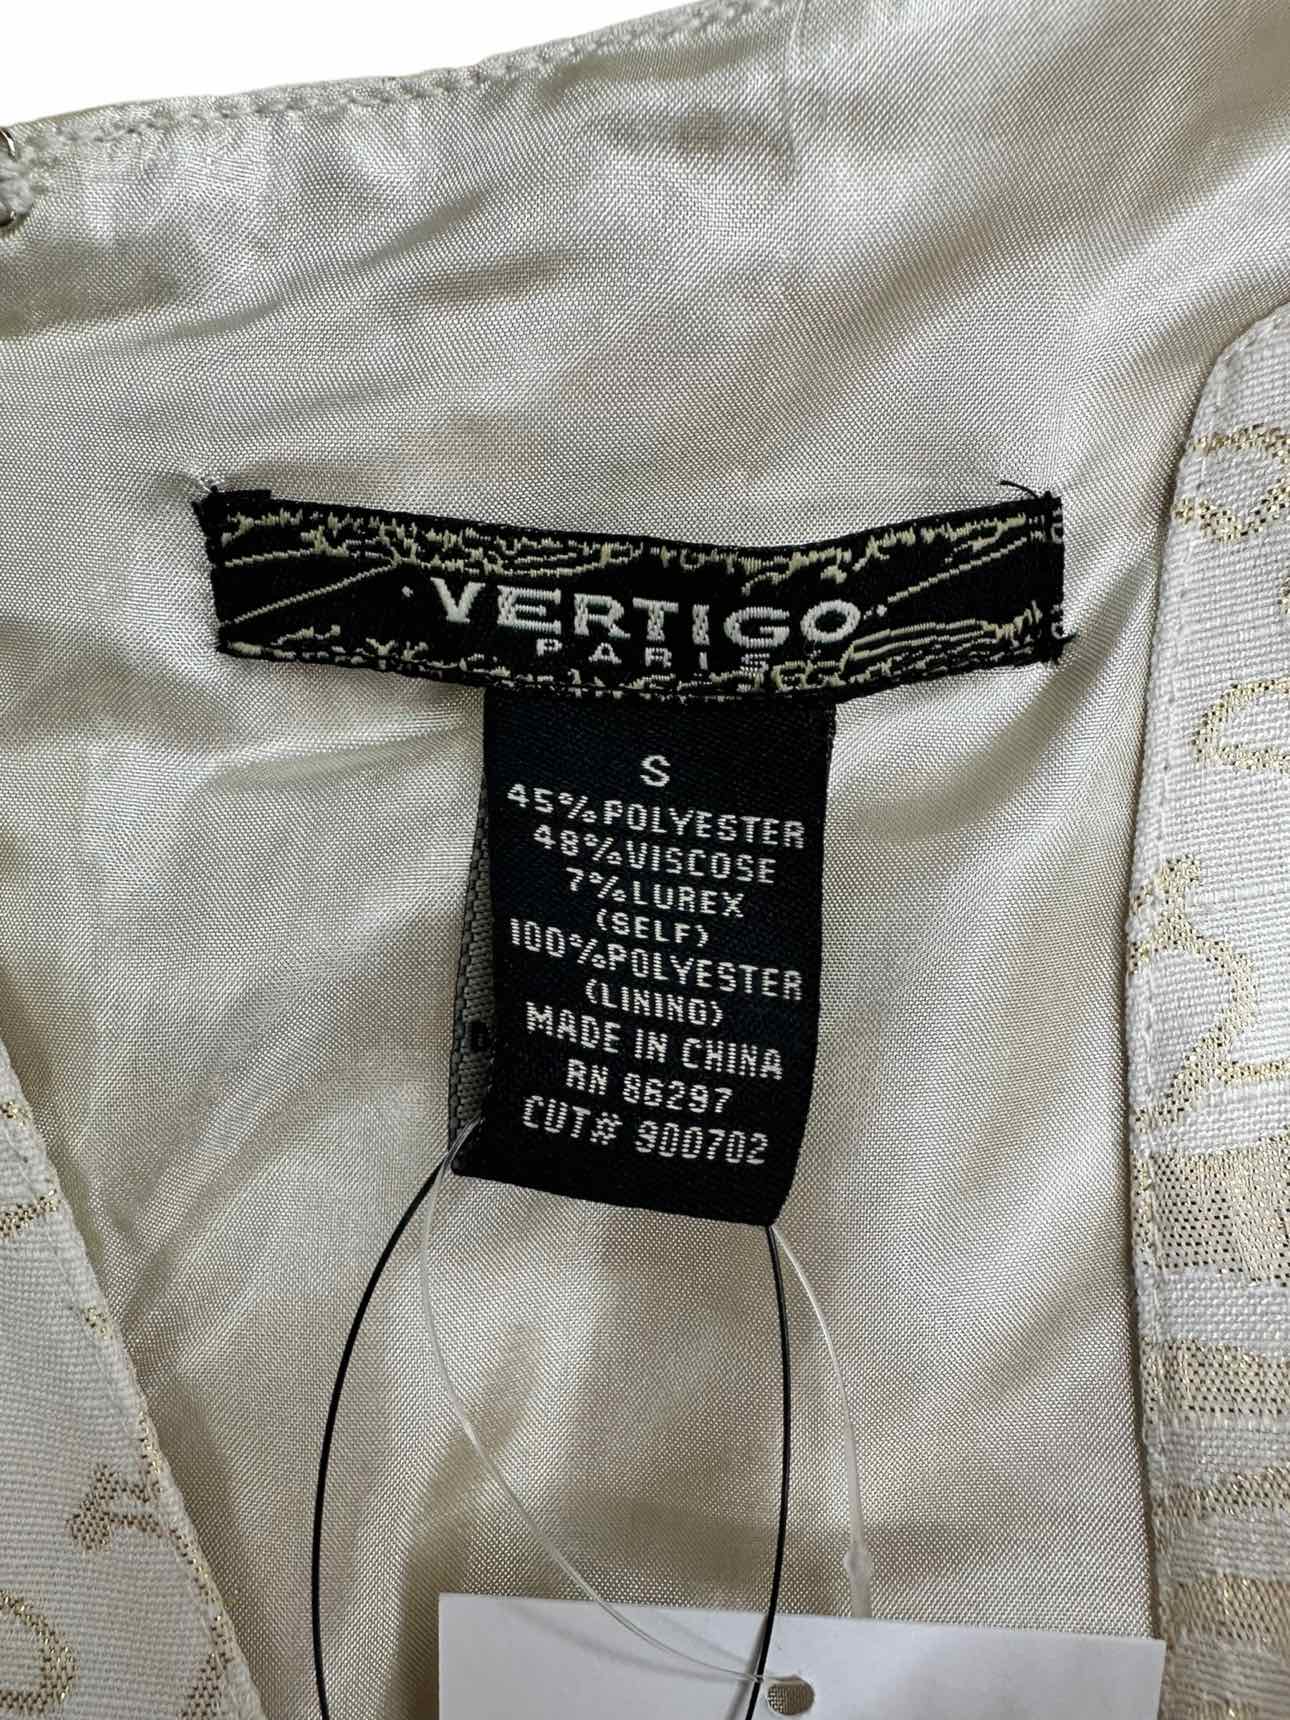 VERTIGO
PARIS
S
45%POLYESTER
48%VISCOSE
7%LUREX
(SELF)
100%POLYESTER
(LINING)
MADE IN CHINA
RN 86297
CUT# 900702